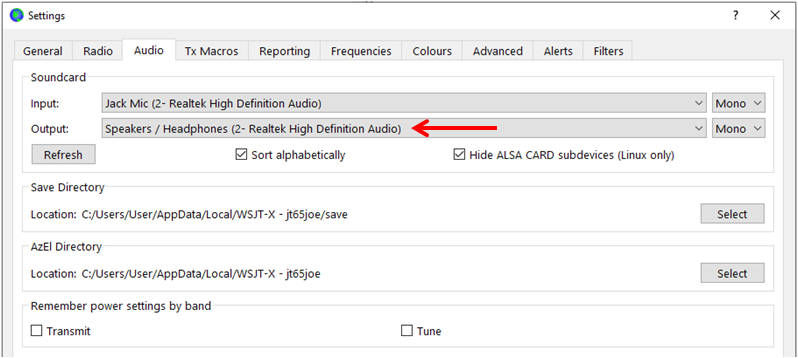 Settings
?
General Radio Audio Tx Macros Reporting Frequencies Colours Advanced Alerts Filters
Soundcard
Input: Jack Mic (2- Realtek High Definition Audio) Mono
Output: Speakers / Headphones (2- Realtek High Definition Audio) Mono
Refresh Sort alphabetically Hide ALSA CARD subdevices (Linux only)
Save Directory
Location: C:/Users/User/AppData/Local/WSJT-X - jt65joe/save Select
AzEl Directory
Location: C:/Users/User/AppData/Local/WSJT-X - jt65joe Select
Remember power settings by band
Transmit Tune